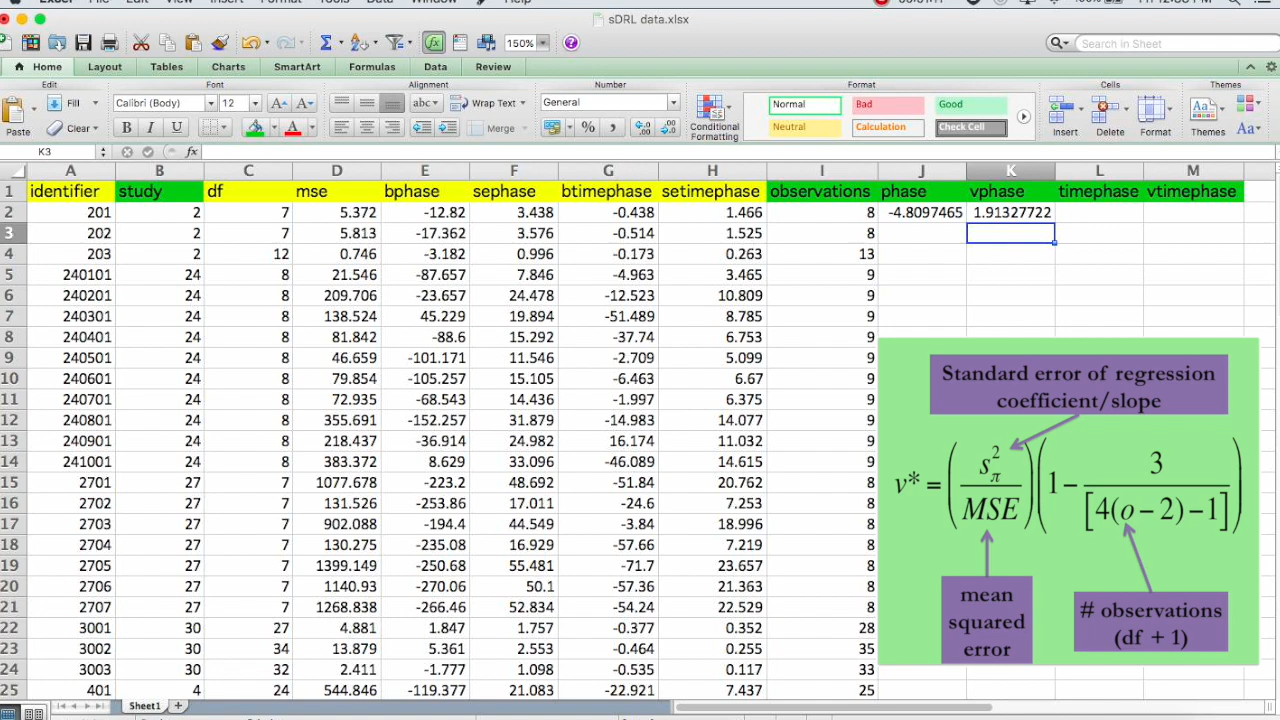 sDRL data.xlsx
150%
Search in Sheet
Home Layout Tables Charts SmartArt Formulas Data Review
Edit Font Alignment Number Format Cells Themes
Paste Fill Clear Calibri (Body) 12 abc Wrap Text General Normal Bad Good
B I U Merge % Neutral Calculation Check Cell
Conditional Formatting Insert Delete Format Themes Aa
K3 fx
A B C D E F G H I J K L M
1 identifier study df mse bphase sephase btimephase setimephase observations phase vphase timephase vtimephase
2 201 2 7 5.372 -12.82 3.438 -0.438 1.466 8 -4.8097465 1.91327722
3 202 2 7 5.813 -17.362 3.576 -0.514 1.525 8
4 203 2 12 0.746 -3.182 0.996 -0.173 0.263 13
5 240101 24 8 21.546 -87.657 7.846 -4.963 3.465 9
6 240201 24 8 209.706 -23.657 24.478 -12.523 10.809 9
7 240301 24 8 138.524 45.229 19.894 -51.489 8.785 9
8 240401 24 8 81.842 -88.6 15.292 -37.74 6.753 9
9 240501 24 8 46.659 -101.171 11.546 -2.709 5.099 9
10 240601 24 8 79.854 -105.257 15.105 -6.463 6.67 9
11 240701 24 8 72.935 -68.543 14.436 -1.997 6.375 9
12 240801 24 8 355.691 -152.257 31.879 -14.983 14.077 9
13 240901 24 8 218.437 -36.914 24.982 16.174 11.032 9
14 241001 24 8 383.372 8.629 33.096 -46.089 14.615 9
15 2701 27 7 1077.678 -223.2 48.692 -51.84 20.762 8
16 2702 27 7 131.526 -253.86 17.011 -24.6 7.253 8
17 2703 27 7 902.088 -194.4 44.549 -3.84 18.996 8
18 2704 27 7 130.275 -235.08 16.929 -57.66 7.219 8
19 2705 27 7 1399.149 -250.68 55.481 -71.7 23.657 8
20 2706 27 7 1140.93 -270.06 50.1 -57.36 21.363 8
21 2707 27 7 1268.838 -266.46 52.834 -54.24 22.529 8
22 3001 30 27 4.881 1.847 1.757 -0.377 0.352 28
23 3002 30 34 13.879 5.361 2.553 -0.464 0.255 35
24 3003 30 32 2.411 -1.777 1.098 -0.535 0.117 33
25 401 4 24 544.846 -119.377 21.083 -22.921 7.437 25
Standard error of regression
coefficient/slope
v* = (s²π / MSE)(1 − 3 / [4(o − 2) − 1])
mean
squared
error
# observations
(df + 1)
Sheet1